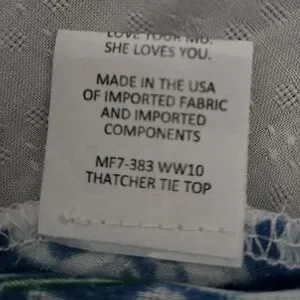 LOVE YOUR MU.
SHE LOVES YOU.
MADE IN THE USA
OF IMPORTED FABRIC
AND IMPORTED
COMPONENTS
MF7-383 WW10
THATCHER TIE TOP